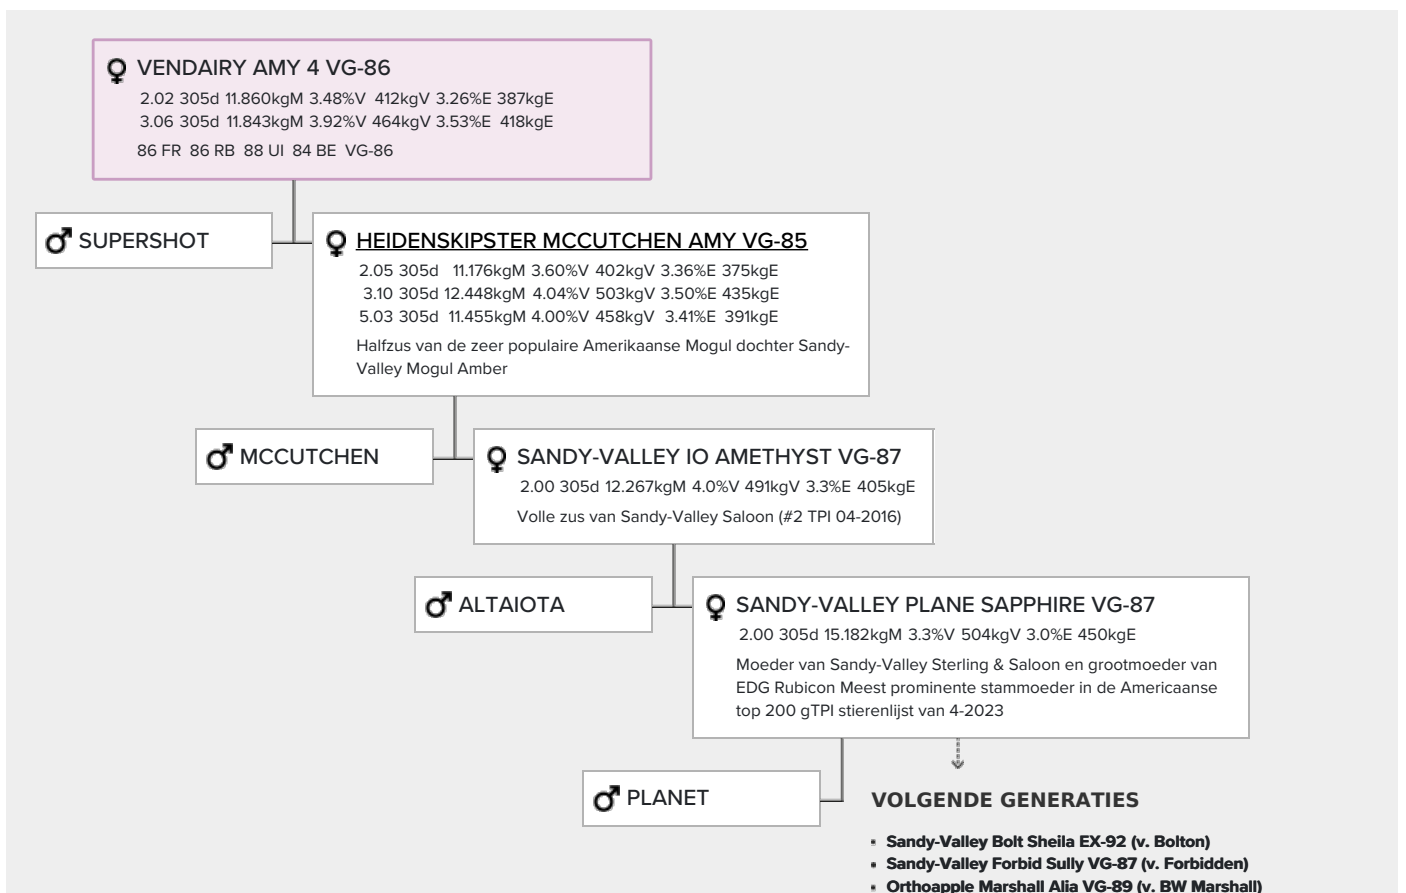 VENDAIRY AMY 4 VG-86
2.02 305d 11.860kgM 3.48%V 412kgV 3.26%E 387kgE
3.06 305d 11.843kgM 3.92%V 464kgV 3.53%E 418kgE
86 FR 86 RB 88 UI 84 BE VG-86
SUPERSHOT
HEIDENSKIPSTER MCCUTCHEN AMY VG-85
2.05 305d 11.176kgM 3.60%V 402kgV 3.36%E 375kgE
3.10 305d 12.448kgM 4.04%V 503kgV 3.50%E 435kgE
5.03 305d 11.455kgM 4.00%V 458kgV 3.41%E 391kgE
Halfzus van de zeer populaire Amerikaanse Mogul dochter Sandy-
Valley Mogul Amber
MCCUTCHEN
SANDY-VALLEY IO AMETHYST VG-87
2.00 305d 12.267kgM 4.0%V 491kgV 3.3%E 405kgE
Volle zus van Sandy-Valley Saloon (#2 TPI 04-2016)
ALTAIOTA
SANDY-VALLEY PLANE SAPPHIRE VG-87
2.00 305d 15.182kgM 3.3%V 504kgV 3.0%E 450kgE
Moeder van Sandy-Valley Sterling & Saloon en grootmoeder van
EDG Rubicon Meest prominente stammoeder in de Americaanse
top 200 gTPI stierenlijst van 4-2023
PLANET
VOLGENDE GENERATIES
▪ Sandy-Valley Bolt Sheila EX-92 (v. Bolton)
▪ Sandy-Valley Forbid Sully VG-87 (v. Forbidden)
▪ Orthoapple Marshall Alia VG-89 (v. BW Marshall)